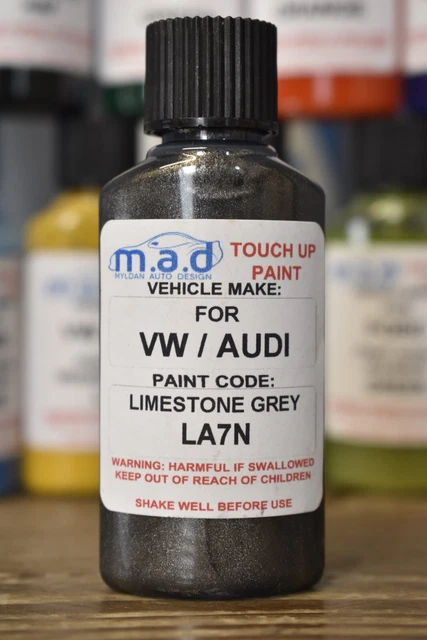 m.a.d
MYLDAN AUTO DESIGN
TOUCH UP
PAINT
VEHICLE MAKE:
FOR
VW / AUDI
PAINT CODE:
LIMESTONE GREY
LA7N
WARNING: HARMFUL IF SWALLOWED
KEEP OUT OF REACH OF CHILDREN
SHAKE WELL BEFORE USE